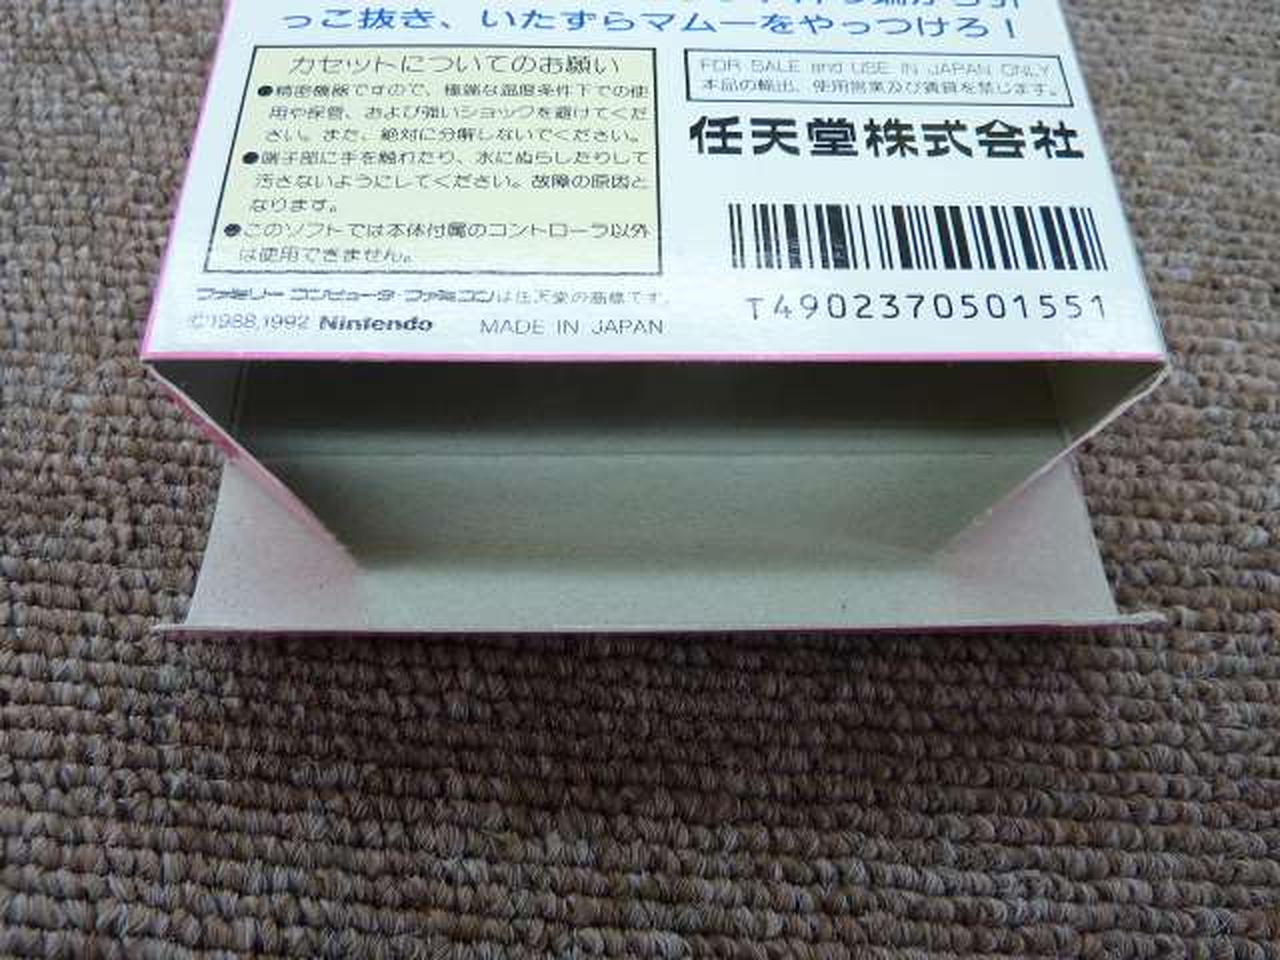 っこ抜き、いたずらマムーをやっつけろ！
カセットについてのお願い
●精密機器ですので、極端な温度条件下での使
用や保管、および強いショックを避けてくだ
さい。また、絶対に分解しないでください。
●端子部に手を触れたり、水にぬらしたりして
汚さないようにしてください。故障の原因と
なります。
●このソフトでは本体付属のコントローラ以外
は使用できません。
ファミリーコンピュータ・ファミコンは任天堂の商標です。
©1988,1992 Nintendo MADE IN JAPAN
FOR SALE and USE IN JAPAN ONLY
本品の輸出、使用営業及び賃貸を禁じます。
任天堂株式会社
T4902370501551